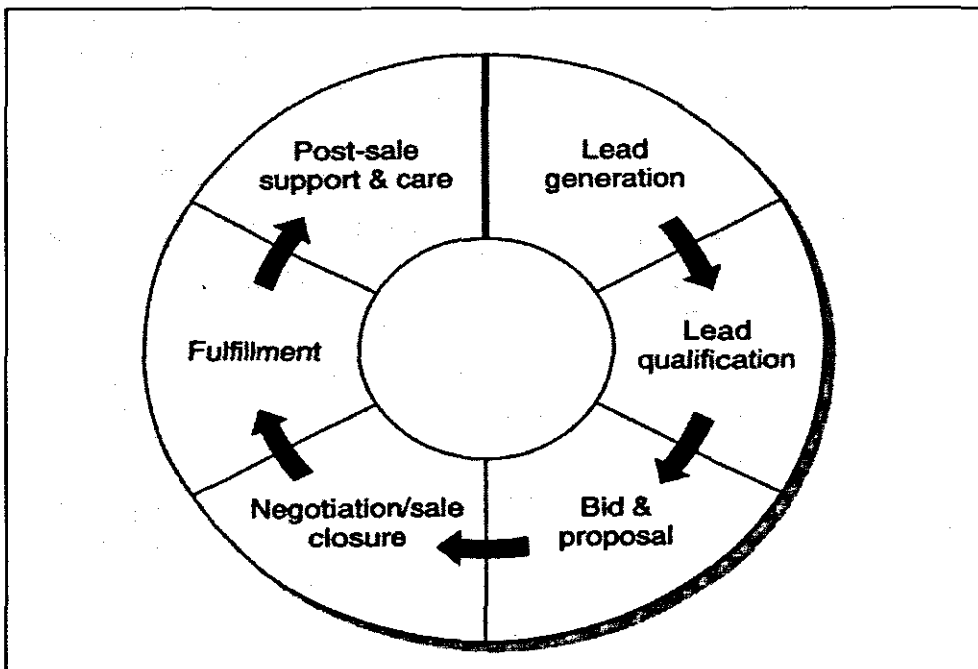 Lead
generation
Lead
qualification
Bid &
proposal
Negotiation/sale
closure
Fulfillment
Post-sale
support & care